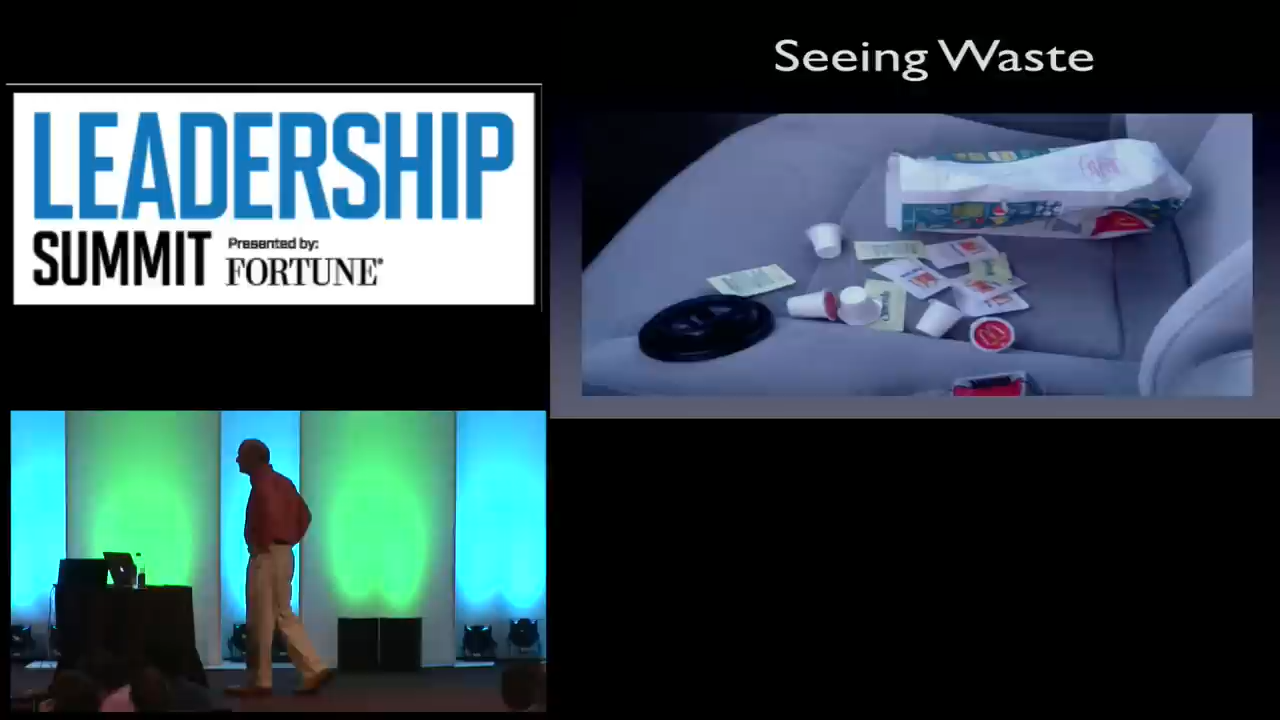 Seeing Waste
LEADERSHIP
SUMMIT
Presented by:
FORTUNE